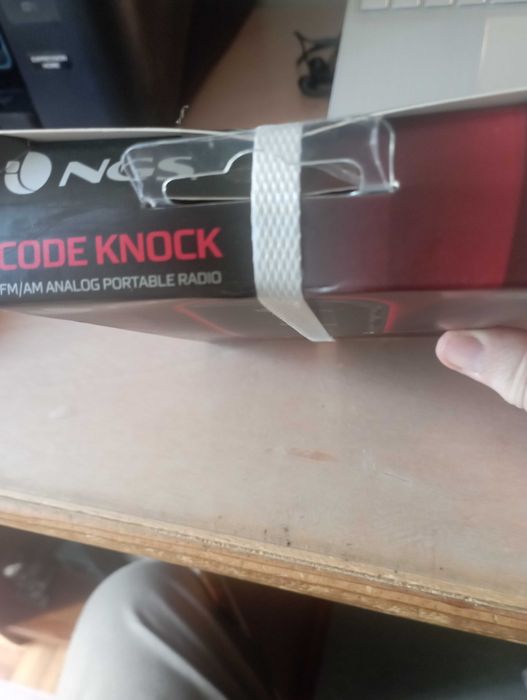 NGS
CODE KNOCK
FM/AM ANALOG PORTABLE RADIO